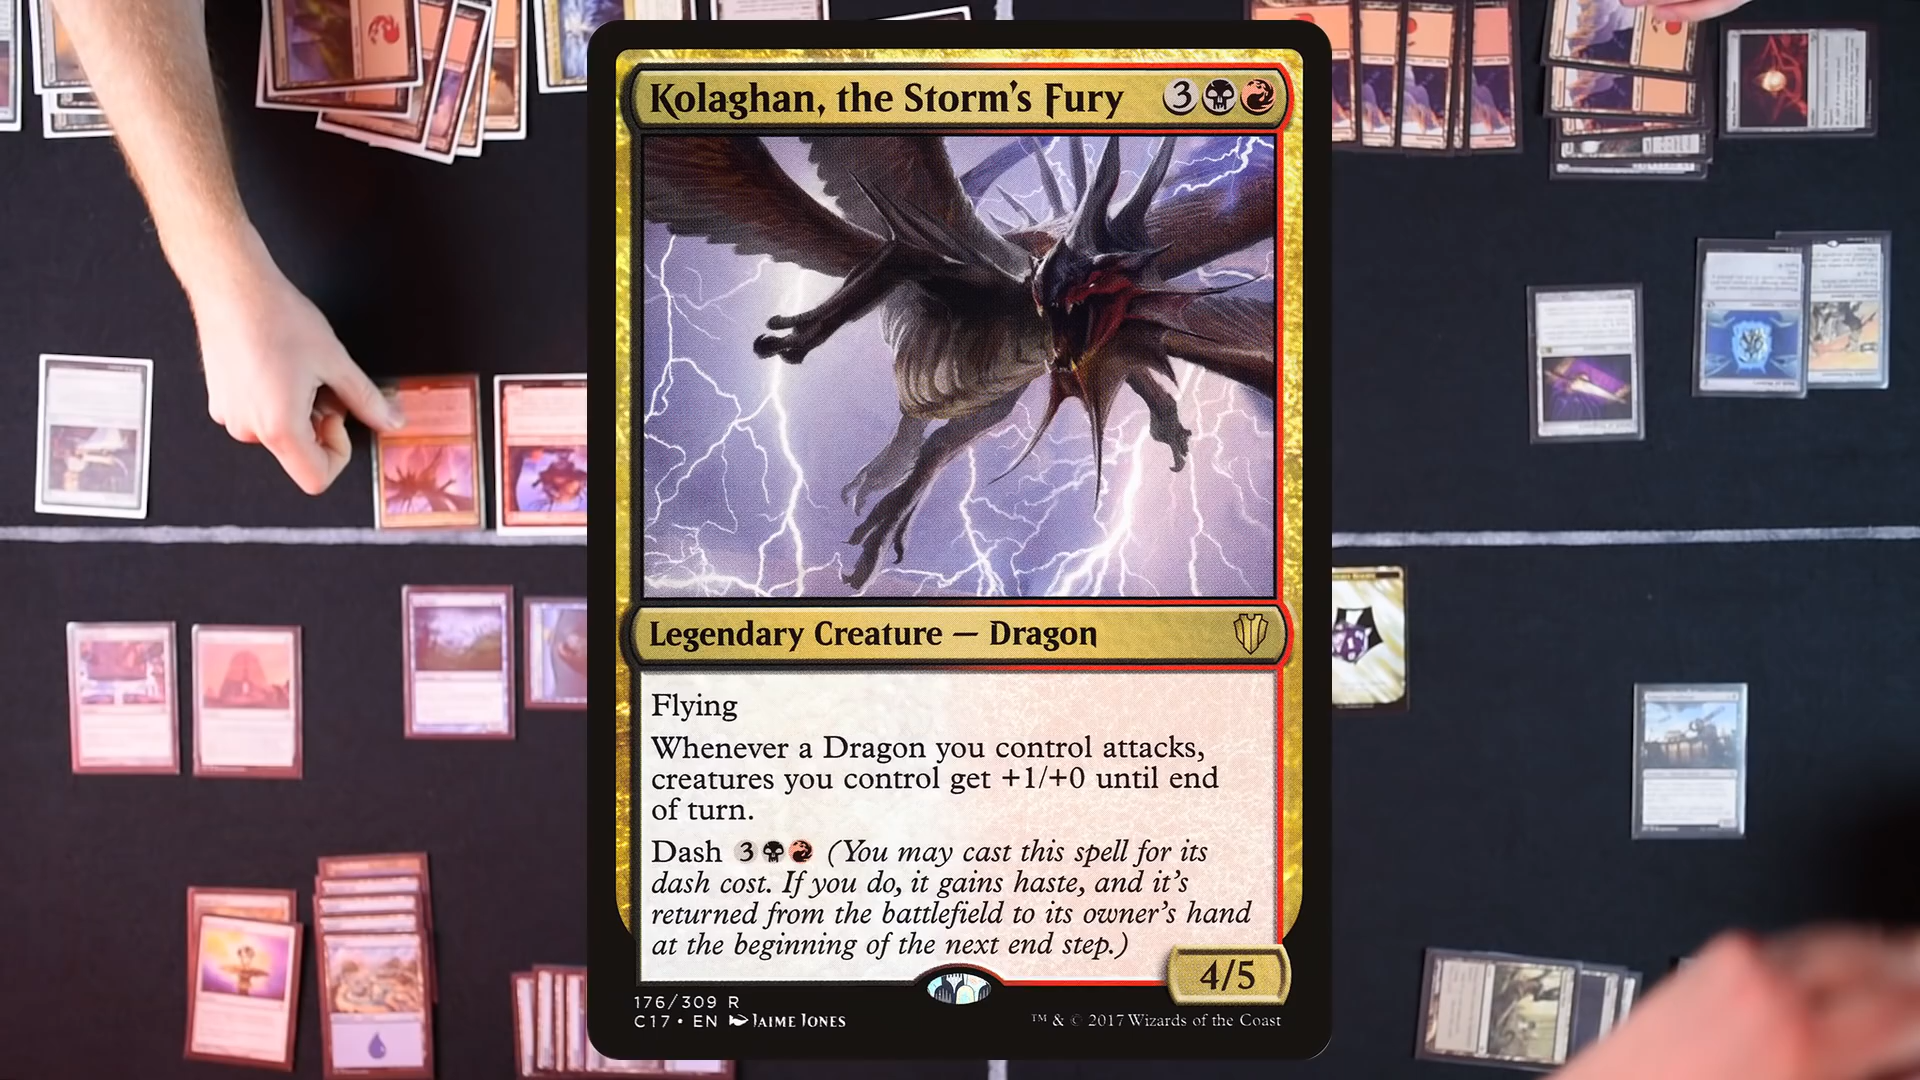 Kolaghan, the Storm's Fury 3
Legendary Creature — Dragon
Flying
Whenever a Dragon you control attacks,
creatures you control get +1/+0 until end
of turn.
Dash 3 (You may cast this spell for its
dash cost. If you do, it gains haste, and it's
returned from the battlefield to its owner's hand
at the beginning of the next end step.)
4/5
176/309 R
C17 • EN JAIME JONES
™ & © 2017 Wizards of the Coast